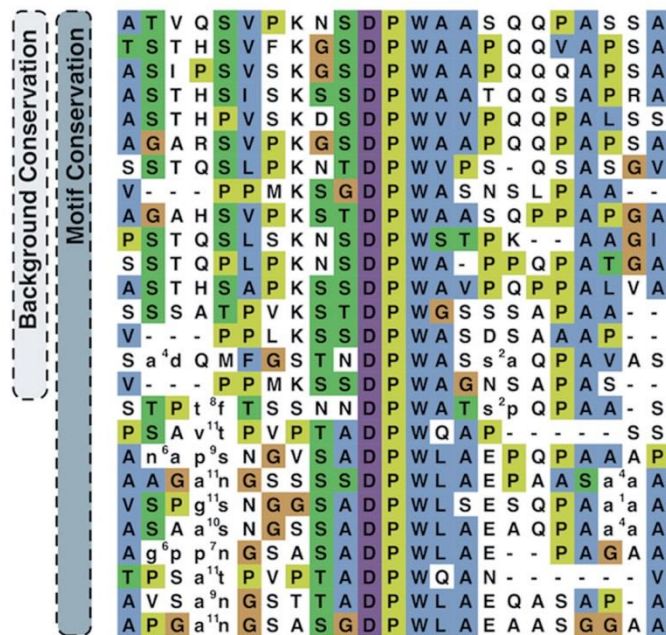 Background Conservation
Motif Conservation
A T V Q S V P K N S D P W A A S Q Q P A S S A
T S T H S V F K G S D P W A A P Q Q V A P S A
A S I P S V S K G S D P W A A P Q Q Q A P S A
A S T H S I S K S S D P W A A T Q Q S A P R A
A S T H P V S K D S D P W V V P Q Q P A L S S
A G A R S V P K G S D P W A A P Q Q P A P S A
S S T Q S L P K N T D P W V P S - Q S A S G V
V - - - P P M K S G D P W A S N S L P A A - -
A G A H S V P K S T D P W A A S Q P P A P G A
P S T Q S L S K N S D P W S T P K - - A A G I
S S T Q P L P K N S D P W A - P P Q P A T G A
A S T H S A P K S S D P W A V P Q P P A L V A
S S S A T P V K S T D P W G S S S A P A A - -
V - - - P P L K S S D P W A S D S A A A P - -
S a⁴d Q M F G S T N D P W A S s²a Q P A V A S
V - - - P P M K S S D P W A G N S A P A S - -
S T P t⁸f T S S N N D P W A T s²p Q P A A - S
P S A v¹¹t P V P T A D P W Q A P - - - - - S S
A n⁶a p⁹s N G V S A D P W L A E P Q P A A A P
A A G a¹¹n G S S S S D P W L A E P A A S a⁴a A
V S P g¹¹s N G G S A D P W L S E S Q P A a¹a A
A S A a¹⁰s N G S S A D P W L A E A Q P A a⁴a A
A g⁶p p⁷n G S A S A D P W L A E - - P A G A A
T P S a¹¹t P V P T A D P W Q A N - - - - - - V
A V S a⁹n G S T T A D P W L A E Q A S A P - A
A P G a¹¹n G S A S G D P W L A E A A S G G A A